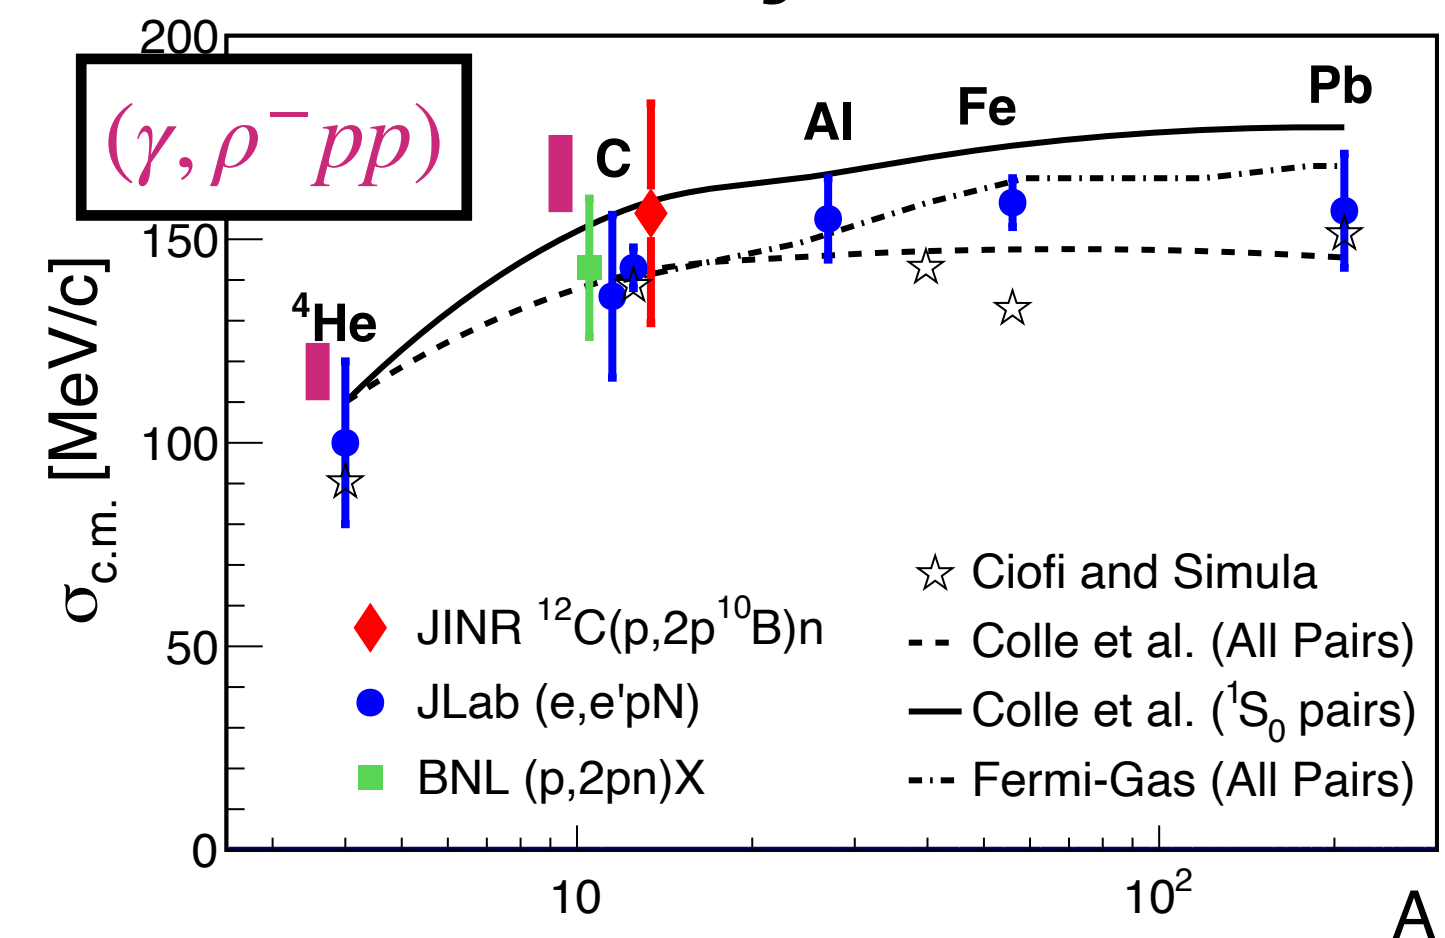 200
(γ, ρ⁻pp)
Pb
Fe
Al
C
150
⁴He
σc.m. [MeV/c]
100
Ciofi and Simula
JINR ¹²C(p,2p¹⁰B)n
Colle et al. (All Pairs)
50
JLab (e,e'pN)
Colle et al. (¹S₀ pairs)
BNL (p,2pn)X
Fermi-Gas (All Pairs)
0
10
10²
A